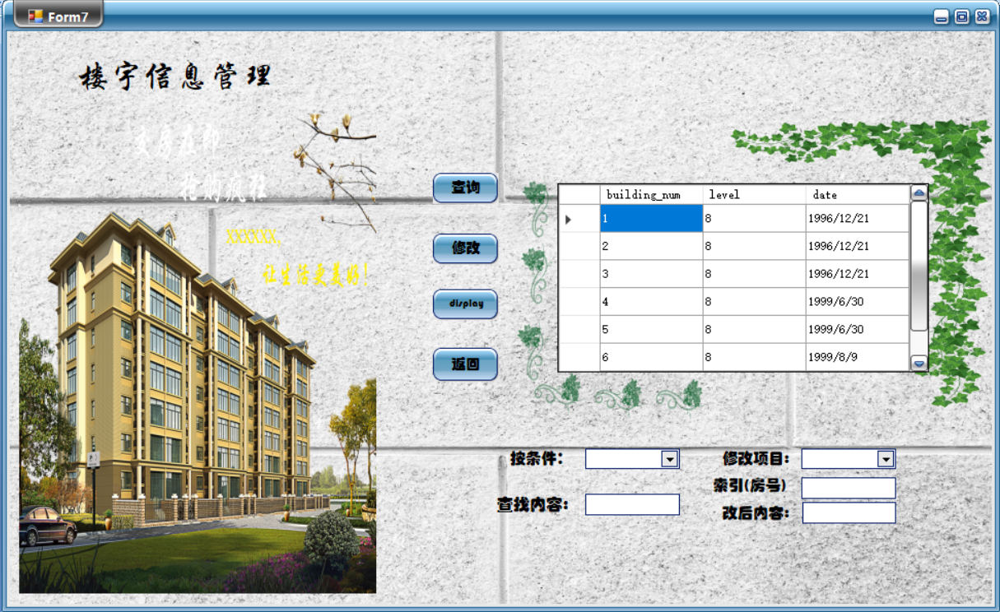 Form7
楼宇信息管理
交房在即
抢购疯狂
XXXXXX,
让生活更美好!
查询
修改
display
返回
building_num level date
1 8 1996/12/21
2 8 1996/12/21
3 8 1996/12/21
4 8 1999/6/30
5 8 1999/6/30
6 8 1999/8/9
按条件:
修改项目:
索引(房号)
查找内容:
改后内容: